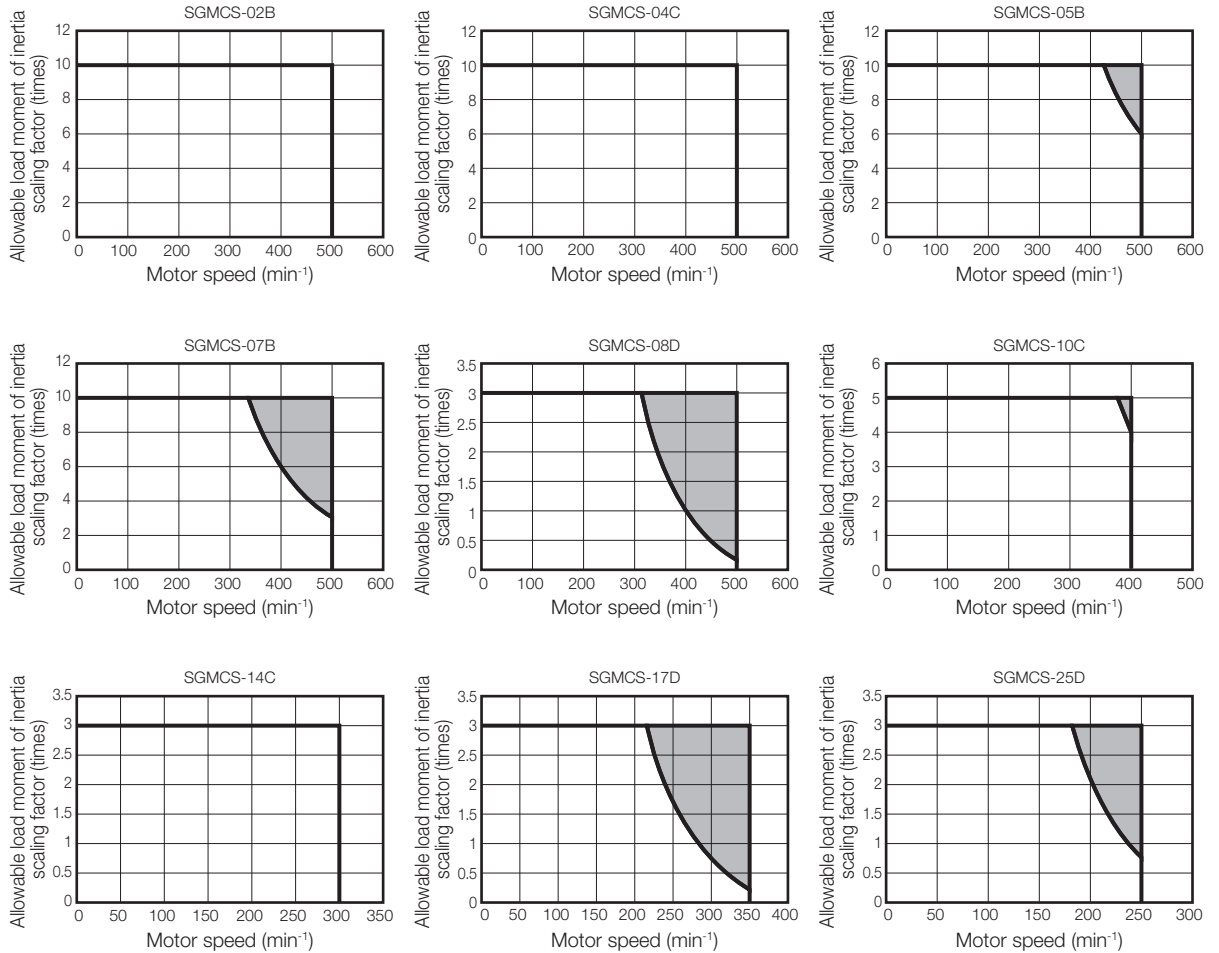 SGMCS-02B
Allowable load moment of inertia
scaling factor (times)
12
10
8
6
4
2
0
0 100 200 300 400 500 600
Motor speed (min-1)
SGMCS-04C
Allowable load moment of inertia
scaling factor (times)
12
10
8
6
4
2
0
0 100 200 300 400 500 600
Motor speed (min-1)
SGMCS-05B
Allowable load moment of inertia
scaling factor (times)
12
10
8
6
4
2
0
0 100 200 300 400 500 600
Motor speed (min-1)
SGMCS-07B
Allowable load moment of inertia
scaling factor (times)
12
10
8
6
4
2
0
0 100 200 300 400 500 600
Motor speed (min-1)
SGMCS-08D
Allowable load moment of inertia
scaling factor (times)
3.5
3
2.5
2
1.5
1
0.5
0
0 100 200 300 400 500 600
Motor speed (min-1)
SGMCS-10C
Allowable load moment of inertia
scaling factor (times)
6
5
4
3
2
1
0
0 100 200 300 400 500
Motor speed (min-1)
SGMCS-14C
Allowable load moment of inertia
scaling factor (times)
3.5
3
2.5
2
1.5
1
0.5
0
0 50 100 150 200 250 300 350
Motor speed (min-1)
SGMCS-17D
Allowable load moment of inertia
scaling factor (times)
3.5
3
2.5
2
1.5
1
0.5
0
0 50 100 150 200 250 300 350 400
Motor speed (min-1)
SGMCS-25D
Allowable load moment of inertia
scaling factor (times)
3.5
3
2.5
2
1.5
1
0.5
0
0 50 100 150 200 250 300
Motor speed (min-1)